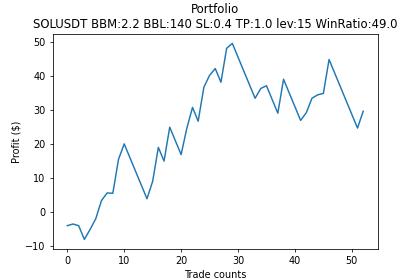 Portfolio
SOLUSDT BBM:2.2 BBL:140 SL:0.4 TP:1.0 lev:15 WinRatio:49.0
50
40
30
20
10
0
−10
Profit ($)
0 10 20 30 40 50
Trade counts